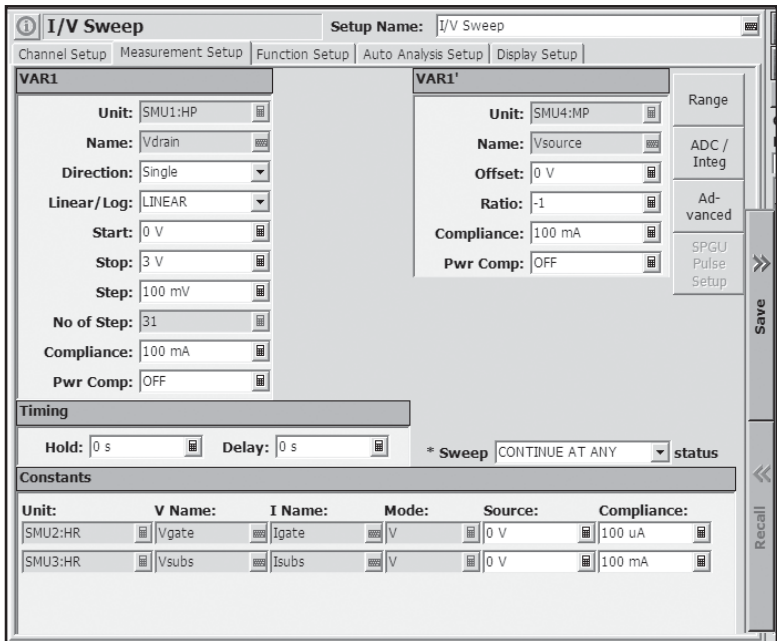 I/V Sweep
Setup Name: I/V Sweep
Channel Setup Measurement Setup Function Setup Auto Analysis Setup Display Setup
VAR1
Unit: SMU1:HP
Name: Vdrain
Direction: Single
Linear/Log: LINEAR
Start: 0 V
Stop: 3 V
Step: 100 mV
No of Step: 31
Compliance: 100 mA
Pwr Comp: OFF
VAR1'
Unit: SMU4:MP
Name: Vsource
Offset: 0 V
Ratio: -1
Compliance: 100 mA
Pwr Comp: OFF
Range
ADC /
Integ
Ad-
vanced
SPGU
Pulse
Setup
Save
Recall
Timing
Hold: 0 s Delay: 0 s
* Sweep CONTINUE AT ANY status
Constants
Unit: V Name: I Name: Mode: Source: Compliance:
SMU2:HR Vgate Igate V 0 V 100 uA
SMU3:HR Vsubs Isubs V 0 V 100 mA